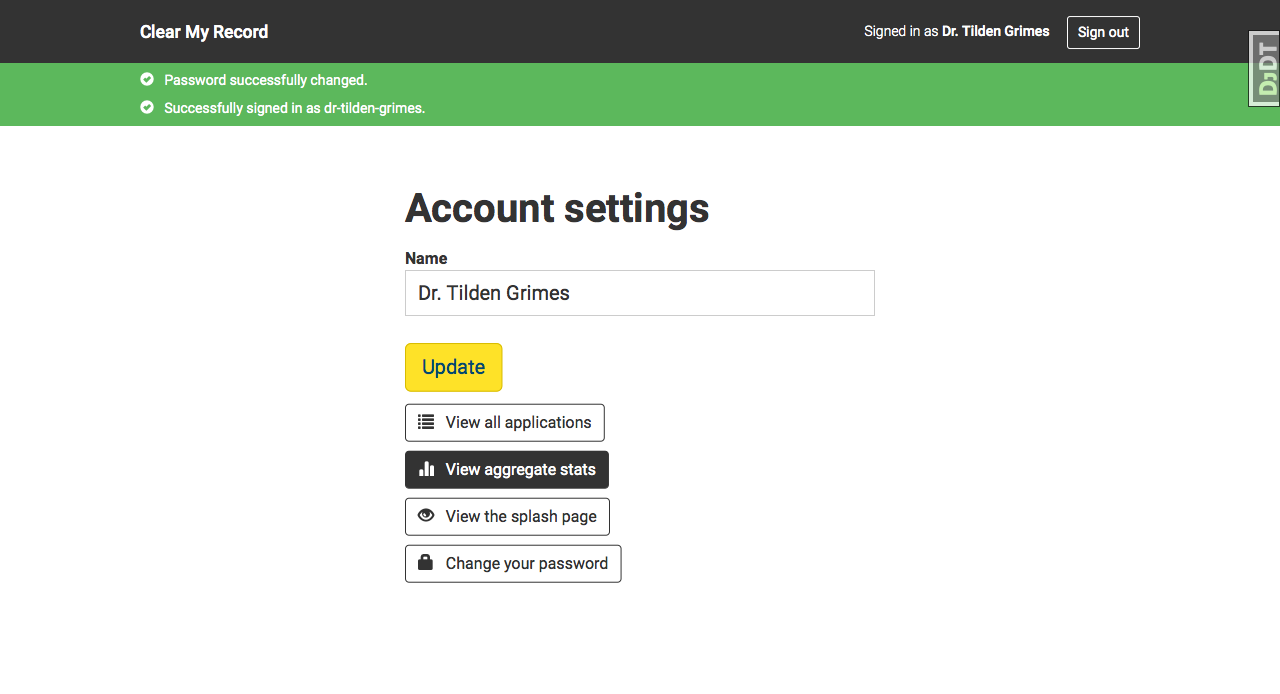 Clear My Record
Signed in as Dr. Tilden Grimes
Sign out
DjDT
Password successfully changed.
Successfully signed in as dr-tilden-grimes.
Account settings
Name
Dr. Tilden Grimes
Update
View all applications
View aggregate stats
View the splash page
Change your password